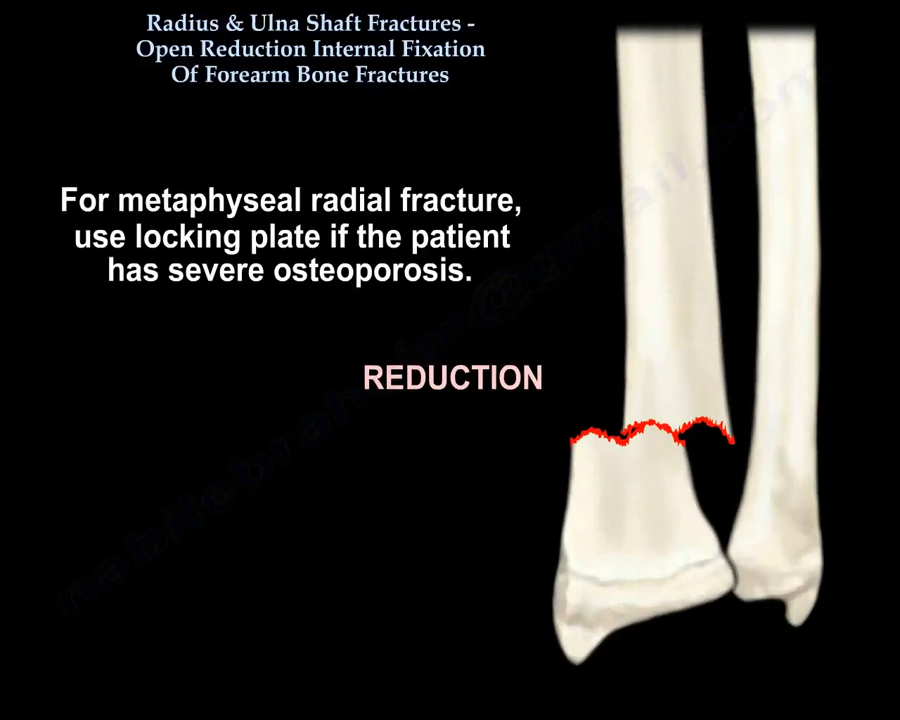 Radius & Ulna Shaft Fractures -
Open Reduction Internal Fixation
Of Forearm Bone Fractures
For metaphyseal radial fracture,
use locking plate if the patient
has severe osteoporosis.
REDUCTION